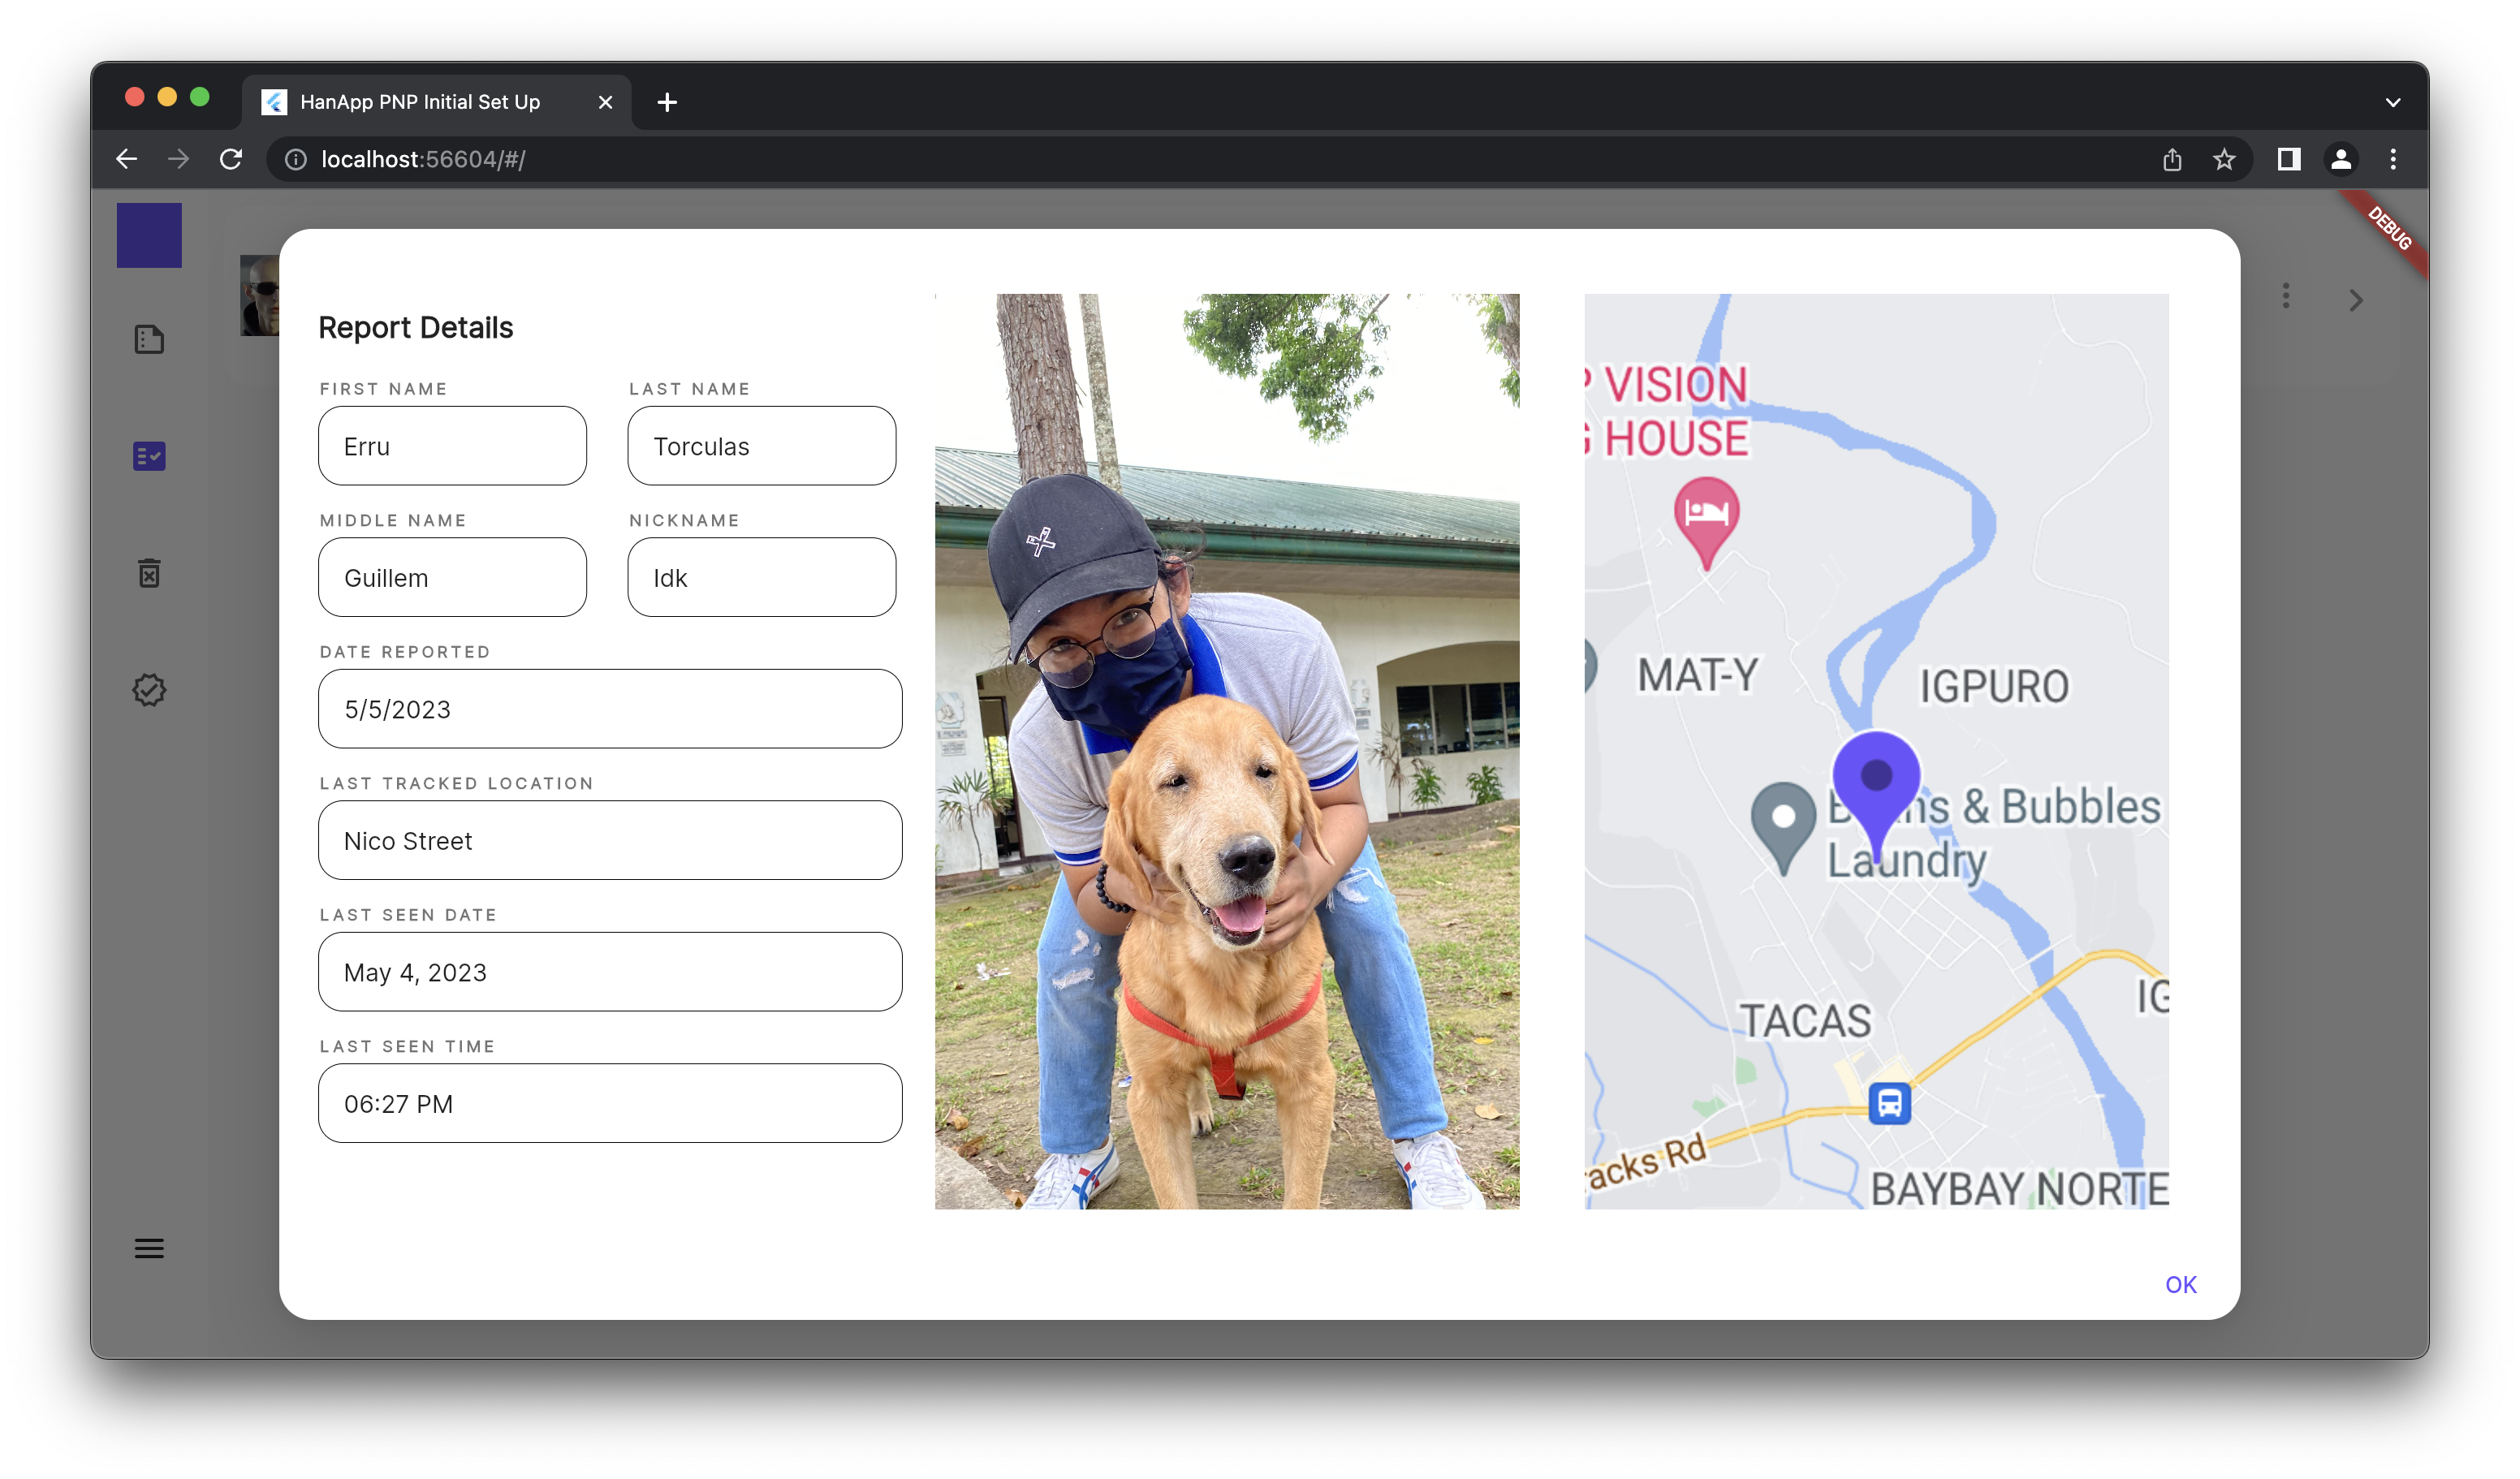 HanApp PNP Initial Set Up
localhost:56604/#/
DEBUG
Report Details
FIRST NAME
LAST NAME
Erru
Torculas
MIDDLE NAME
NICKNAME
Guillem
Idk
DATE REPORTED
5/5/2023
LAST TRACKED LOCATION
Nico Street
LAST SEEN DATE
May 4, 2023
LAST SEEN TIME
06:27 PM
VISION
HOUSE
MAT-Y
IGPURO
& Bubbles
Laundry
TACAS
IG
acks Rd
BAYBAY NORTE
OK